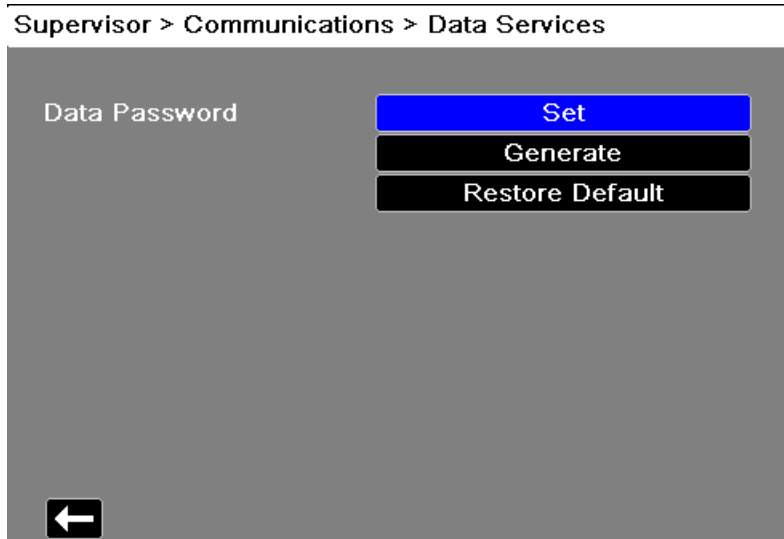 Supervisor > Communications > Data Services
Data Password Set
Generate
Restore Default